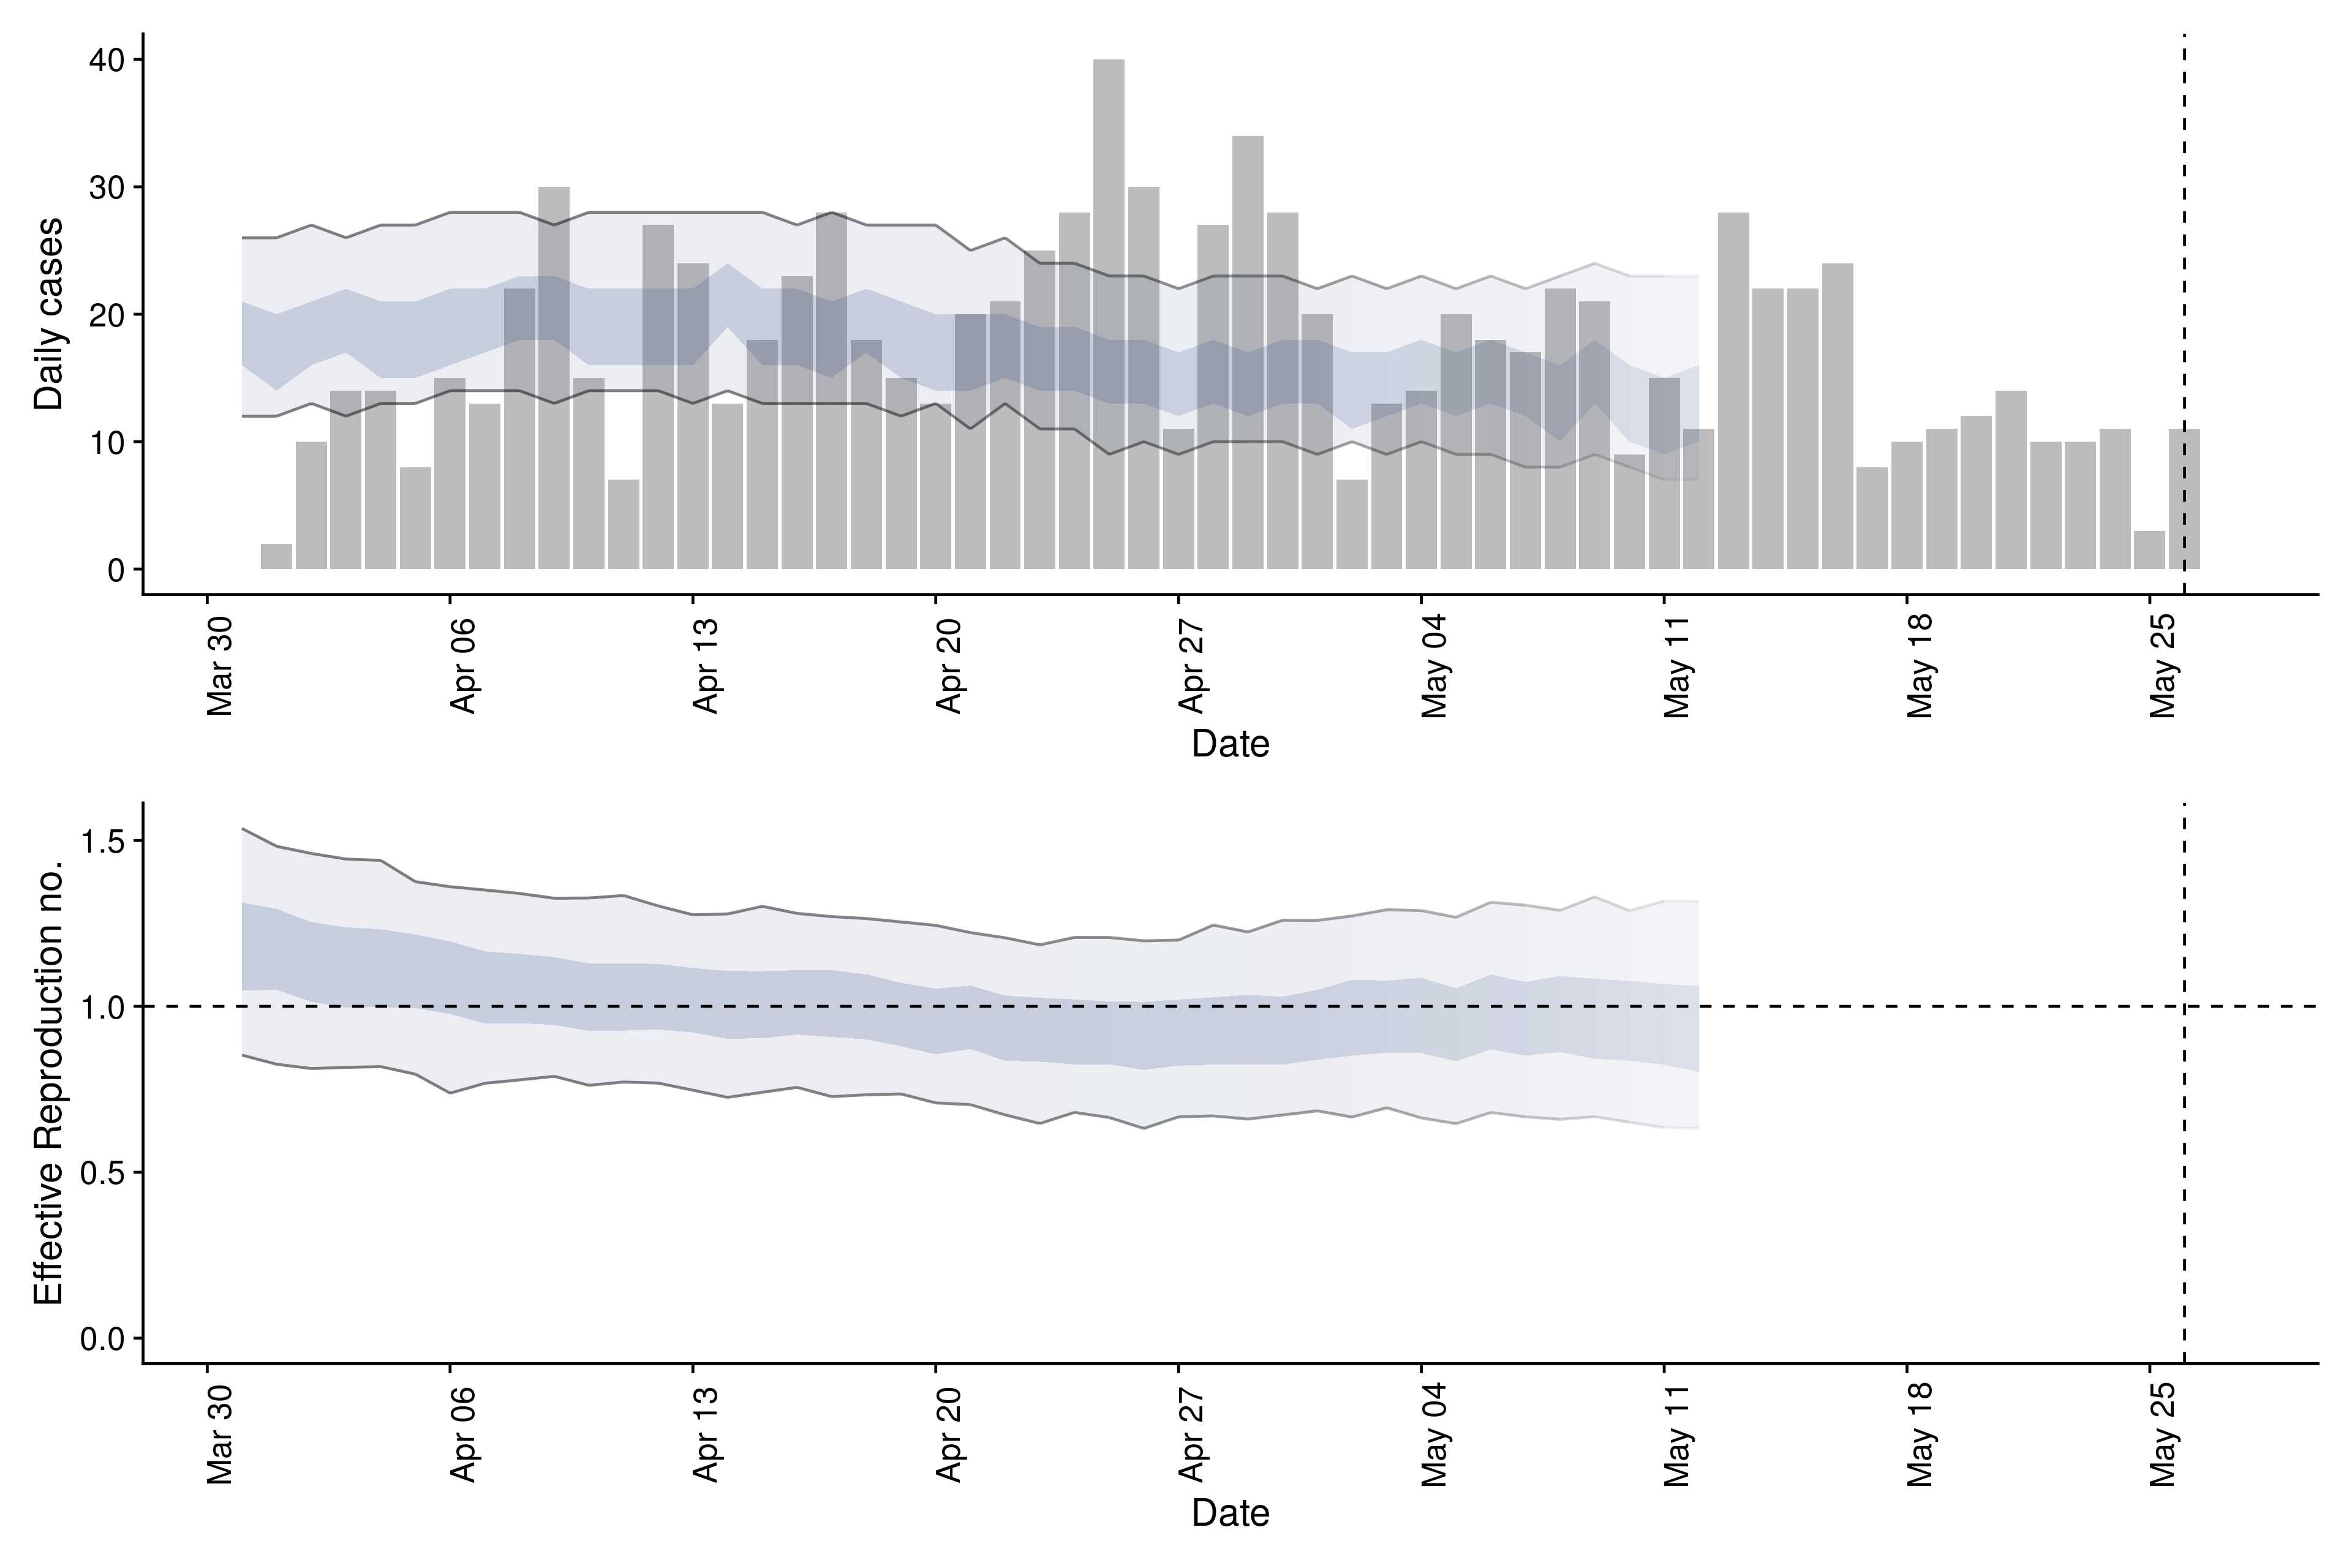 Daily cases
40
30
20
10
0
Mar 30
Apr 06
Apr 13
Apr 20
Apr 27
May 04
May 11
May 18
May 25
Date
Effective Reproduction no.
1.5
1.0
0.5
0.0
Mar 30
Apr 06
Apr 13
Apr 20
Apr 27
May 04
May 11
May 18
May 25
Date